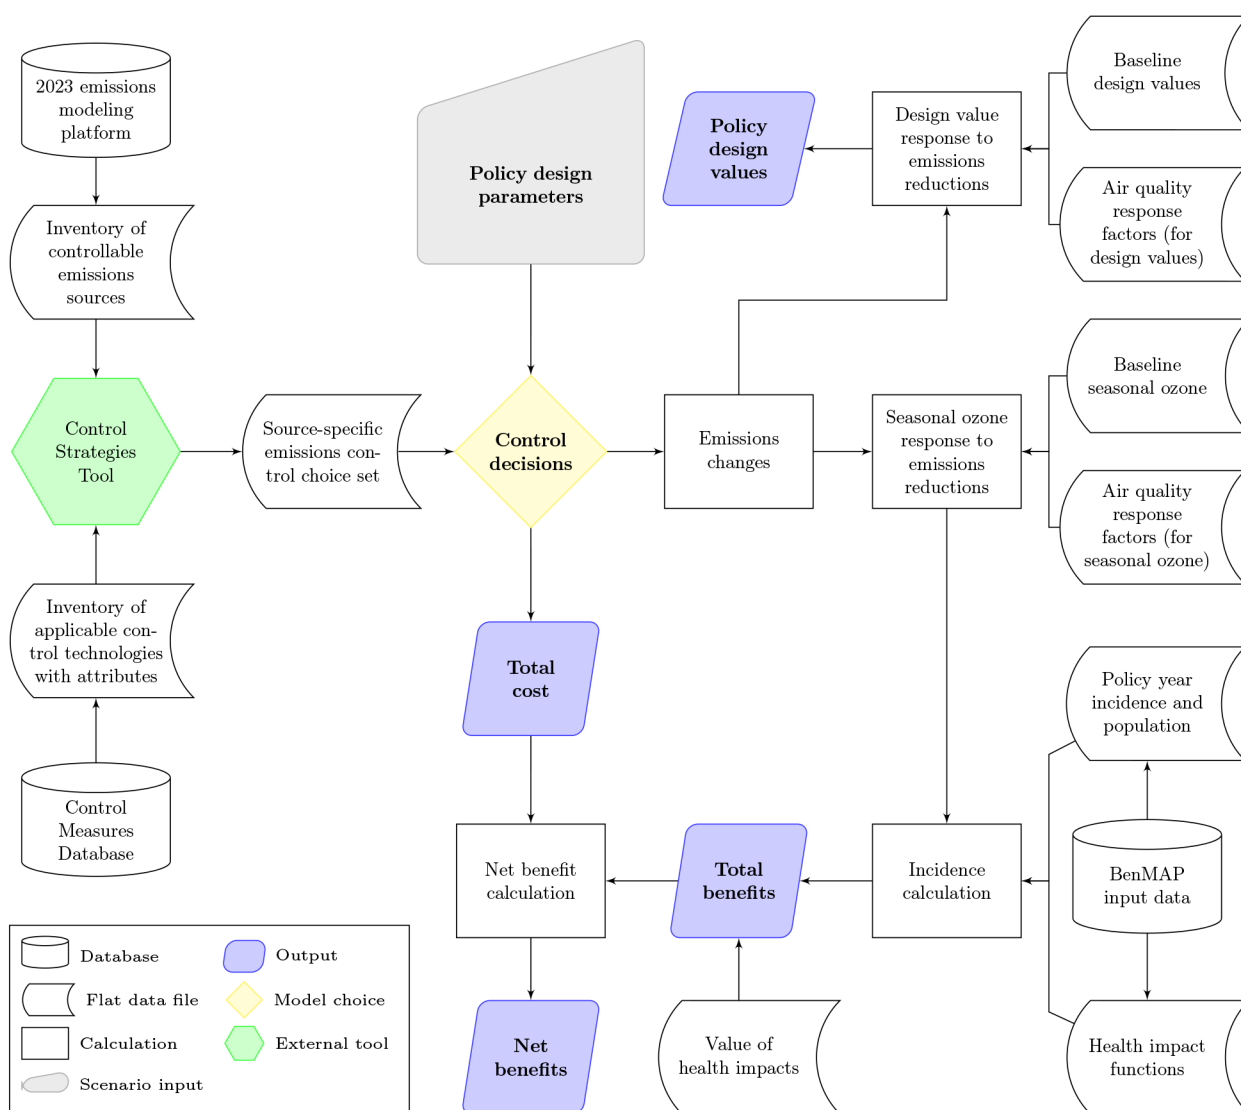 2023 emissions
modeling
platform
Inventory of
controllable
emissions
sources
Control
Strategies
Tool
Inventory of
applicable con-
trol technologies
with attributes
Control
Measures
Database
Source-specific
emissions con-
trol choice set
Policy design
parameters
Control
decisions
Total
cost
Net benefit
calculation
Net
benefits
Policy
design
values
Emissions
changes
Total
benefits
Value of
health impacts
Design value
response to
emissions
reductions
Seasonal ozone
response to
emissions
reductions
Incidence
calculation
Baseline
design values
Air quality
response
factors (for
design values)
Baseline
seasonal ozone
Air quality
response
factors (for
seasonal ozone)
Policy year
incidence and
population
BenMAP
input data
Health impact
functions
Database
Flat data file
Calculation
Scenario input
Output
Model choice
External tool